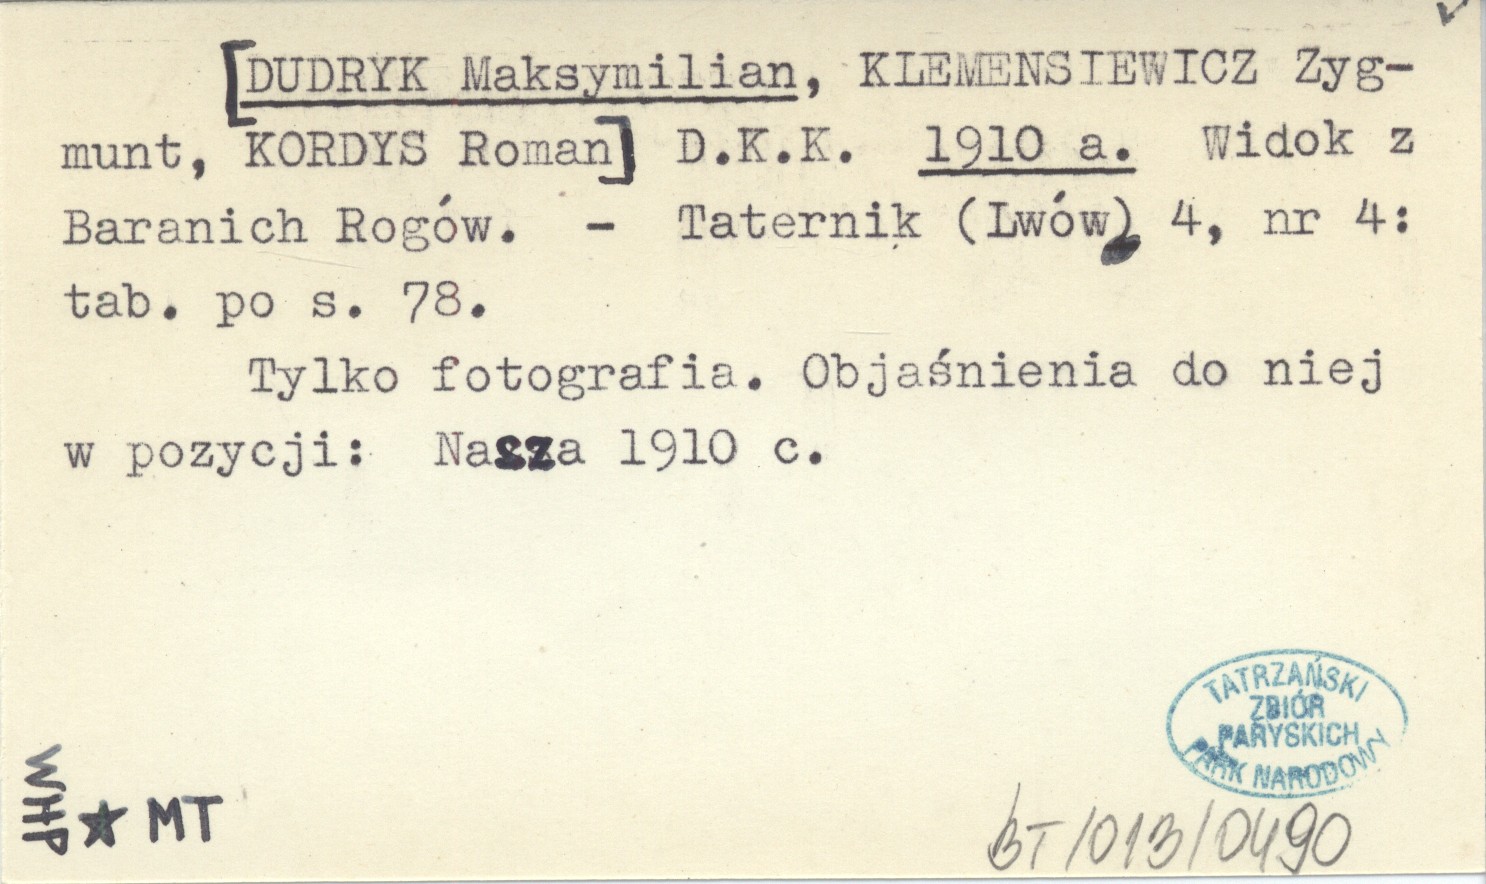 [DUDRYK Maksymilian, KLEMENSIEWICZ Zyg-
munt, KORDYS Roman] D.K.K. 1910 a. Widok z
Baranich Rogów. - Taternik (Lwów) 4, nr 4:
tab. po s. 78.
Tylko fotografia. Objaśnienia do niej
w pozycji: Nasza 1910 c.
TATRZAŃSKI
ZBIÓR
PARYSKICH
PARK NARODOWY
WHP
★ MT
BT/013/0490